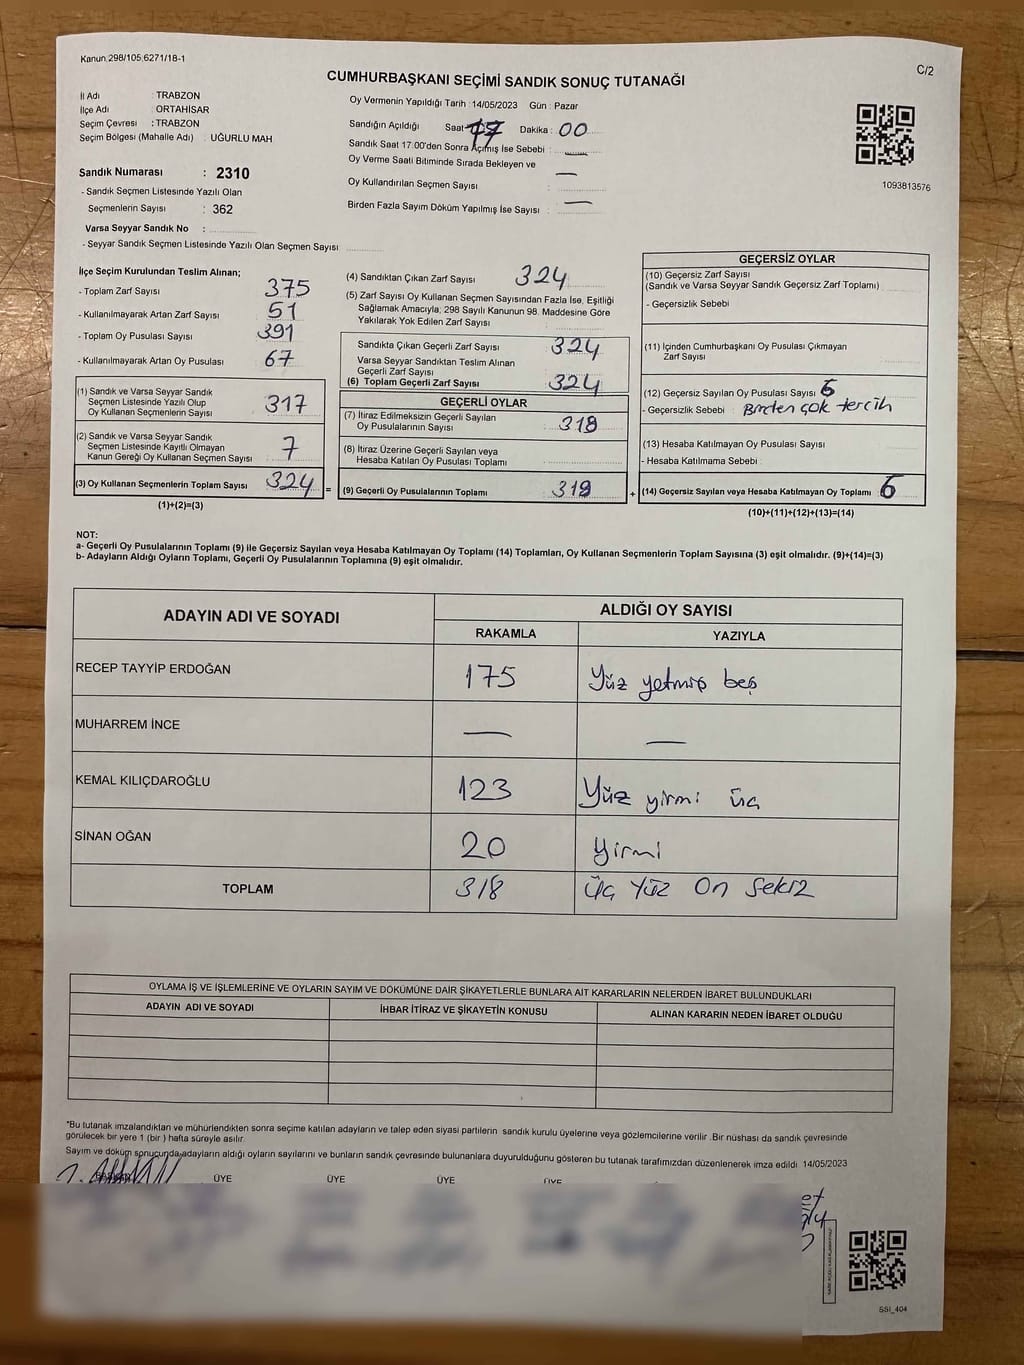 Kanun 298/105 6271/18-1
C/2
CUMHURBAŞKANI SEÇİMİ SANDIK SONUÇ TUTANAĞI
İl Adı : TRABZON
İlçe Adı : ORTAHİSAR
Seçim Çevresi : TRABZON
Seçim Bölgesi (Mahalle Adı) : UĞURLU MAH
Sandık Numarası : 2310
- Sandık Seçmen Listesinde Yazılı Olan
Seçmenlerin Sayısı : 362
Varsa Seyyar Sandık No :
- Seyyar Sandık Seçmen Listesinde Yazılı Olan Seçmen Sayısı
Oy Vermenin Yapıldığı Tarih : 14/05/2023 Gün : Pazar
Sandığın Açıldığı Saat 17 Dakika : 00
Sandık Saat 17:00'den Sonra Açımış İse Sebebi : —
Oy Verme Saati Bitiminde Sırada Bekleyen ve —
Oy Kullandırılan Seçmen Sayısı :
Birden Fazla Sayım Döküm Yapılmış İse Sayısı : —
1093813576
İlçe Seçim Kurulundan Teslim Alınan;
- Toplam Zarf Sayısı 375
- Kullanılmayarak Artan Zarf Sayısı 51
- Toplam Oy Pusulası Sayısı 391
- Kullanılmayarak Artan Oy Pusulası 67
(1) Sandık ve Varsa Seyyar Sandık
Seçmen Listesinde Yazılı Olup
Oy Kullanan Seçmenlerin Sayısı 317
(2) Sandık ve Varsa Seyyar Sandık
Seçmen Listesinde Kayıtlı Olmayan
Kanun Gereği Oy Kullanan Seçmen Sayısı 7
(3) Oy Kullanan Seçmenlerin Toplam Sayısı 324 =
(1)+(2)=(3)
(4) Sandıktan Çıkan Zarf Sayısı 324
(5) Zarf Sayısı Oy Kullanan Seçmen Sayısından Fazla İse, Eşitliği
Sağlamak Amacıyla, 298 Sayılı Kanunun 98. Maddesine Göre
Yakılarak Yok Edilen Zarf Sayısı
Sandıkta Çıkan Geçerli Zarf Sayısı 324
Varsa Seyyar Sandıktan Teslim Alınan
Geçerli Zarf Sayısı
(6) Toplam Geçerli Zarf Sayısı 324
GEÇERLİ OYLAR
(7) İtiraz Edilmeksizin Geçerli Sayılan
Oy Pusulalarının Sayısı 318
(8) İtiraz Üzerine Geçerli Sayılan veya
Hesaba Katılan Oy Pusulası Toplamı
(9) Geçerli Oy Pusulalarının Toplamı 318 +
GEÇERSİZ OYLAR
(10) Geçersiz Zarf Sayısı
(Sandık ve Varsa Seyyar Sandık Geçersiz Zarf Toplamı)
- Geçersizlik Sebebi
(11) İçinden Cumhurbaşkanı Oy Pusulası Çıkmayan
Zarf Sayısı
(12) Geçersiz Sayılan Oy Pusulası Sayısı 6
- Geçersizlik Sebebi : Birden çok tercih
(13) Hesaba Katılmayan Oy Pusulası Sayısı
- Hesaba Katılmama Sebebi
(14) Geçersiz Sayılan veya Hesaba Katılmayan Oy Toplamı 6
(10)+(11)+(12)+(13)=(14)
NOT:
a- Geçerli Oy Pusulalarının Toplamı (9) ile Geçersiz Sayılan veya Hesaba Katılmayan Oy Toplamı (14) Toplamları, Oy Kullanan Seçmenlerin Toplam Sayısına (3) eşit olmalıdır. (9)+(14)=(3)
b- Adayların Aldığı Oyların Toplamı, Geçerli Oy Pusulalarının Toplamına (9) eşit olmalıdır.
ADAYIN ADI VE SOYADI ALDIĞI OY SAYISI
RAKAMLA YAZIYLA
RECEP TAYYİP ERDOĞAN 175 Yüz yetmiş beş
MUHARREM İNCE — —
KEMAL KILIÇDAROĞLU 123 Yüz yirmi üç
SİNAN OĞAN 20 yirmi
TOPLAM 318 Üç Yüz On Sekiz
OYLAMA İŞ VE İŞLEMLERİNE VE OYLARIN SAYIM VE DÖKÜMÜNE DAİR ŞİKAYETLERLE BUNLARA AİT KARARLARIN NELERDEN İBARET BULUNDUKLARI
ADAYIN ADI VE SOYADI İHBAR İTİRAZ VE ŞİKAYETİN KONUSU ALINAN KARARIN NEDEN İBARET OLDUĞU
"Bu tutanak imzalandıktan ve mühürlendikten sonra seçime katılan adayların ve talep eden siyasi partilerin sandık kurulu üyelerine veya gözlemcilerine verilir .Bir nüshası da sandık çevresinde
görülecek bir yere 1 (bir ) hafta süreyle asılır.
Sayım ve döküm sonucunda adayların aldığı oyların sayılarını ve bunların sandık çevresinde bulunanlara duyurulduğunu gösteren bu tutanak tarafımızdan düzenlenerek imza edildi 14/05/2023
ÜYE ÜYE ÜYE ÜYE
SSI_404